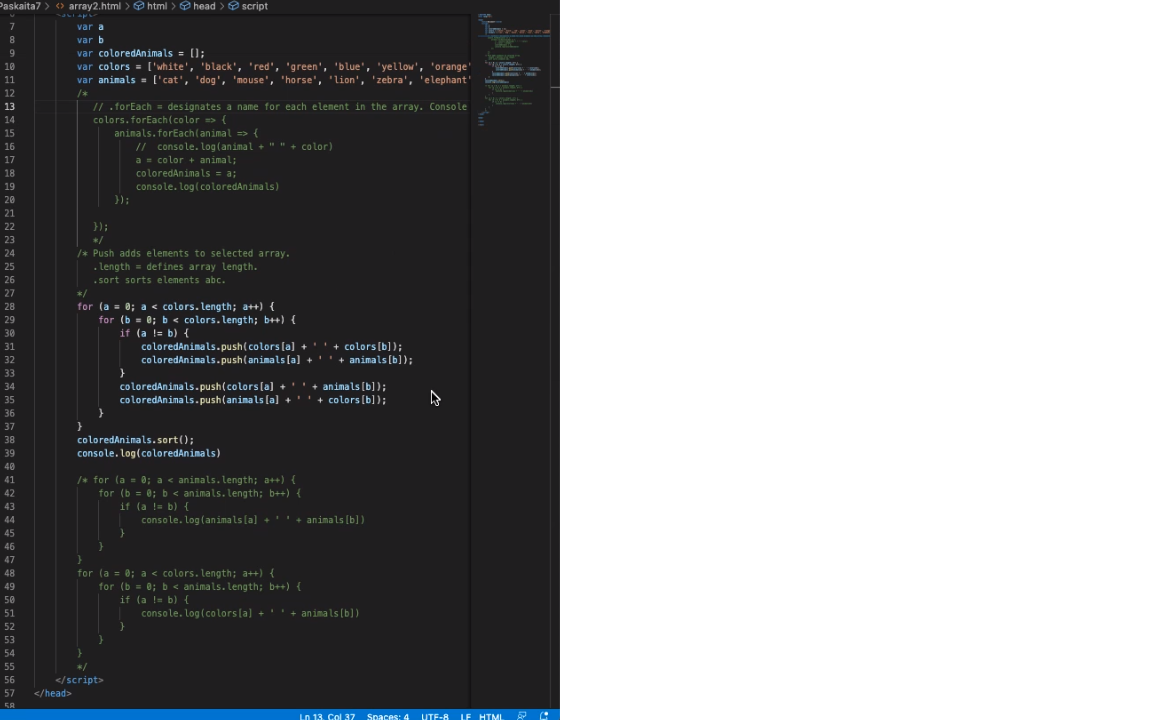 Paskaita7 > array2.html > html > head > script
6 <script>
7 var a
8 var b
9 var coloredAnimals = [];
10 var colors = ['white', 'black', 'red', 'green', 'blue', 'yellow', 'orange'
11 var animals = ['cat', 'dog', 'mouse', 'horse', 'lion', 'zebra', 'elephant'
12 /*
13 // .forEach = designates a name for each element in the array. Console
14 colors.forEach(color => {
15 animals.forEach(animal => {
16 // console.log(animal + " " + color)
17 a = color + animal;
18 coloredAnimals = a;
19 console.log(coloredAnimals)
20 });
21
22 });
23 */
24 /* Push adds elements to selected array.
25 .length = defines array length.
26 .sort sorts elements abc.
27 */
28 for (a = 0; a < colors.length; a++) {
29 for (b = 0; b < colors.length; b++) {
30 if (a != b) {
31 coloredAnimals.push(colors[a] + ' ' + colors[b]);
32 coloredAnimals.push(animals[a] + ' ' + animals[b]);
33 }
34 coloredAnimals.push(colors[a] + ' ' + animals[b]);
35 coloredAnimals.push(animals[a] + ' ' + colors[b]);
36 }
37 }
38 coloredAnimals.sort();
39 console.log(coloredAnimals)
40
41 /* for (a = 0; a < animals.length; a++) {
42 for (b = 0; b < animals.length; b++) {
43 if (a != b) {
44 console.log(animals[a] + ' ' + animals[b])
45 }
46 }
47 }
48 for (a = 0; a < colors.length; a++) {
49 for (b = 0; b < animals.length; b++) {
50 if (a != b) {
51 console.log(colors[a] + ' ' + animals[b])
52 }
53 }
54 }
55 */
56 </script>
57 </head>
58
Ln 13, Col 37 Spaces: 4 UTF-8 LF HTML